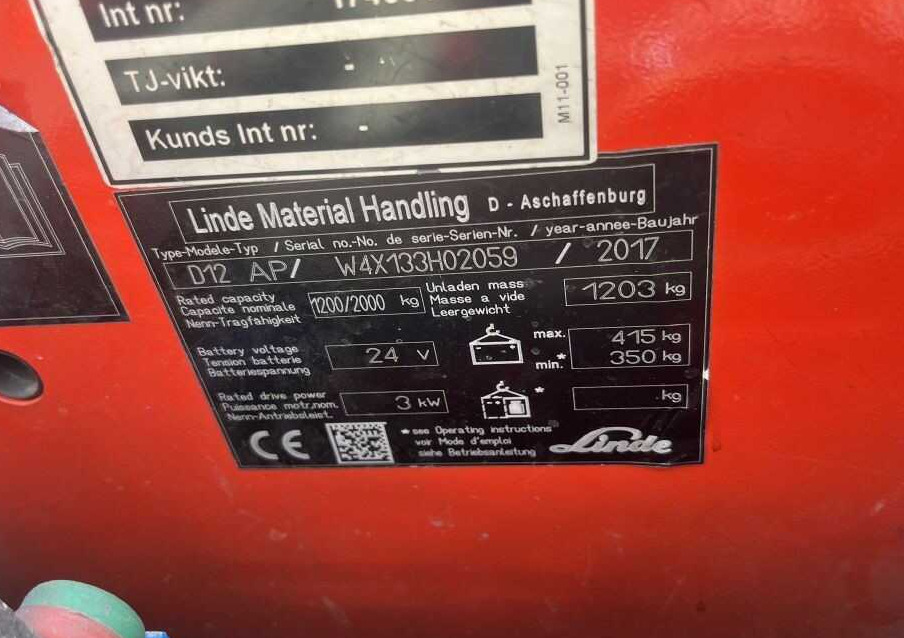 Int nr:
TJ-vikt: - .
Kunds Int nr: -
M11-001
Linde Material Handling D - Aschaffenburg
Type-Modele-Typ / Serial no.-No. de serie-Serien-Nr. / year-annee-Baujahr
D12 AP/ W4X133H02059 / 2017
Rated capacity
Capacite nominale
Nenn-Tragfähigkeit
1200/2000 kg
Unladen mass
Masse a vide
Leergewicht
1203 kg
Battery voltage
Tension batterie
Batteriespannung
24 V
max. 415 kg
min.* 350 kg
Rated drive power
Puissance motr.nom.
Nenn-Antriebsleist.
3 kW
* kg
CE
* see Operating instructions
voir Mode d'emploi
siehe Betriebsanleitung
Linde